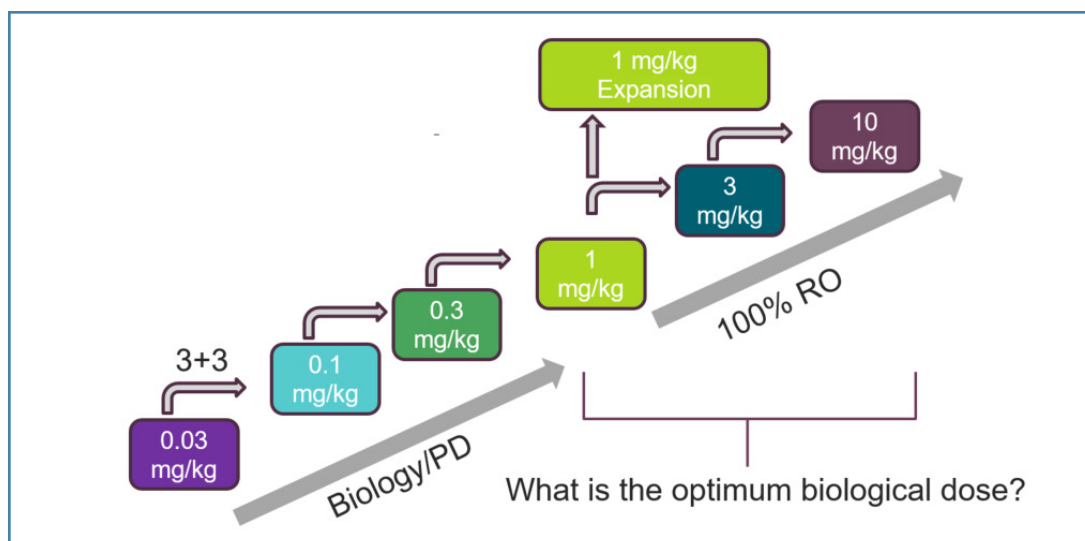 1 mg/kg
Expansion
10
mg/kg
3
mg/kg
1
mg/kg
100% RO
0.3
mg/kg
3+3
0.1
mg/kg
0.03
mg/kg
Biology/PD
What is the optimum biological dose?